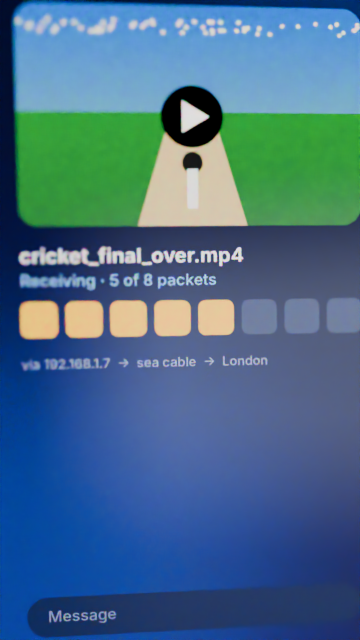 cricket_final_over.mp4
Receiving · 5 of 8 packets
via 192.168.1.7 → sea cable → London
Message